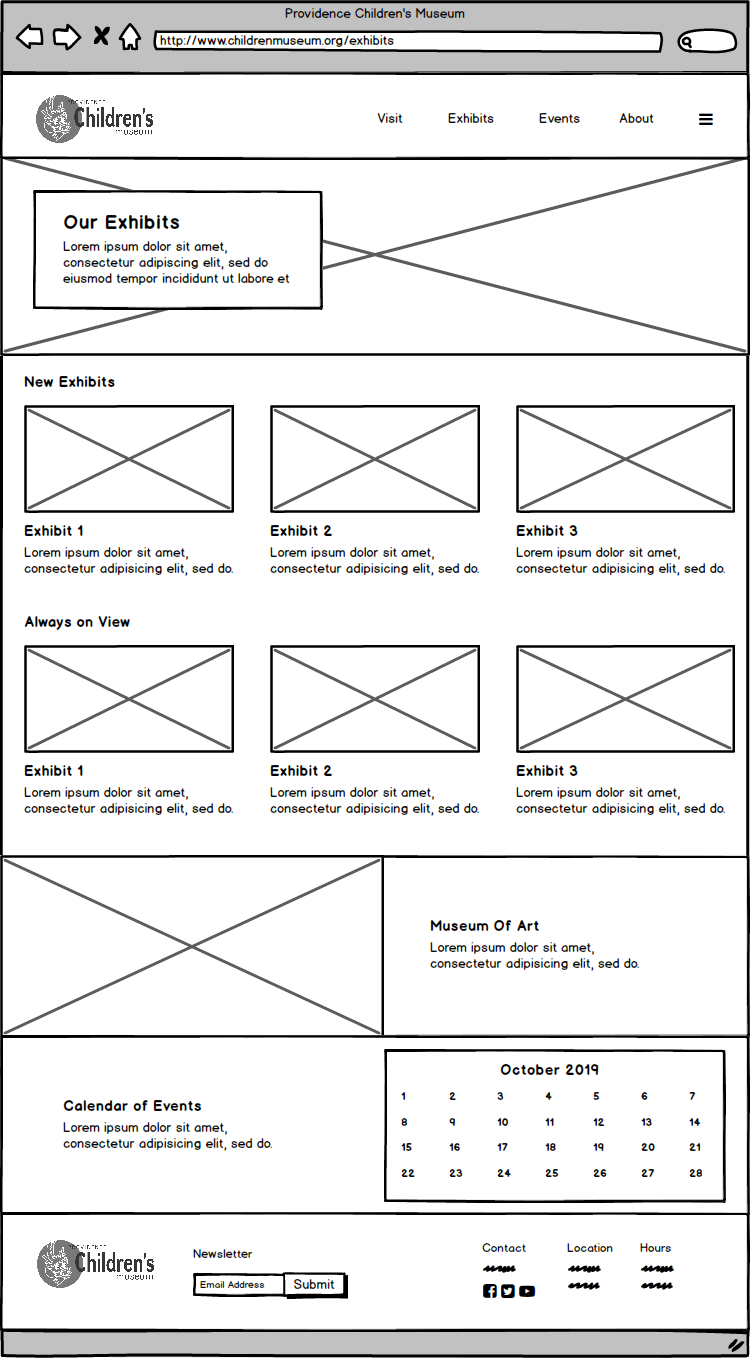 Providence Children's Museum
http://www.childrenmuseum.org/exhibits
PROVIDENCE
Children's
museum
Visit Exhibits Events About
Our Exhibits
Lorem ipsum dolor sit amet,
consectetur adipiscing elit, sed do
eiusmod tempor incididunt ut labore et
New Exhibits
Exhibit 1
Lorem ipsum dolor sit amet,
consectetur adipisicing elit, sed do.
Exhibit 2
Lorem ipsum dolor sit amet,
consectetur adipisicing elit, sed do.
Exhibit 3
Lorem ipsum dolor sit amet,
consectetur adipisicing elit, sed do.
Always on View
Exhibit 1
Lorem ipsum dolor sit amet,
consectetur adipisicing elit, sed do.
Exhibit 2
Lorem ipsum dolor sit amet,
consectetur adipisicing elit, sed do.
Exhibit 3
Lorem ipsum dolor sit amet,
consectetur adipisicing elit, sed do.
Museum Of Art
Lorem ipsum dolor sit amet,
consectetur adipisicing elit, sed do.
Calendar of Events
Lorem ipsum dolor sit amet,
consectetur adipisicing elit, sed do.
October 2019
1 2 3 4 5 6 7
8 9 10 11 12 13 14
15 16 17 18 19 20 21
22 23 24 25 26 27 28
PROVIDENCE
Children's
museum
Newsletter
Email Address Submit
Contact Location Hours